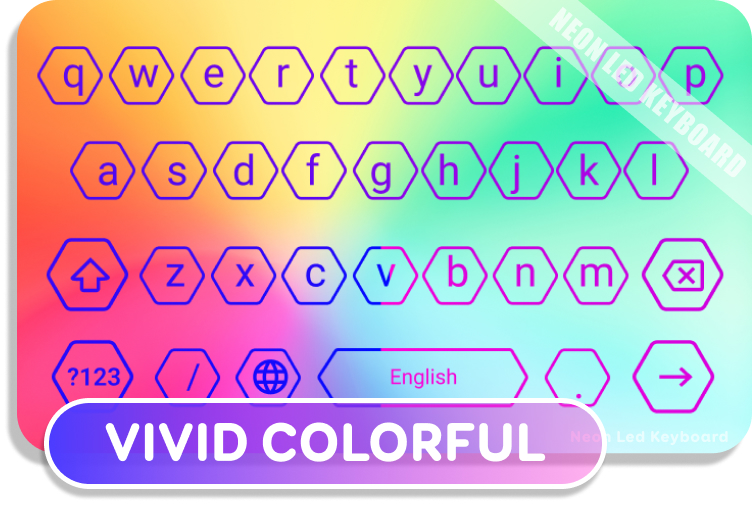 NEON LED KEYBOARD
q w e r t y u i o p
a s d f g h j k l
z x c v b n m
?123 / English . 
VIVID COLORFUL
Neon Led Keyboard